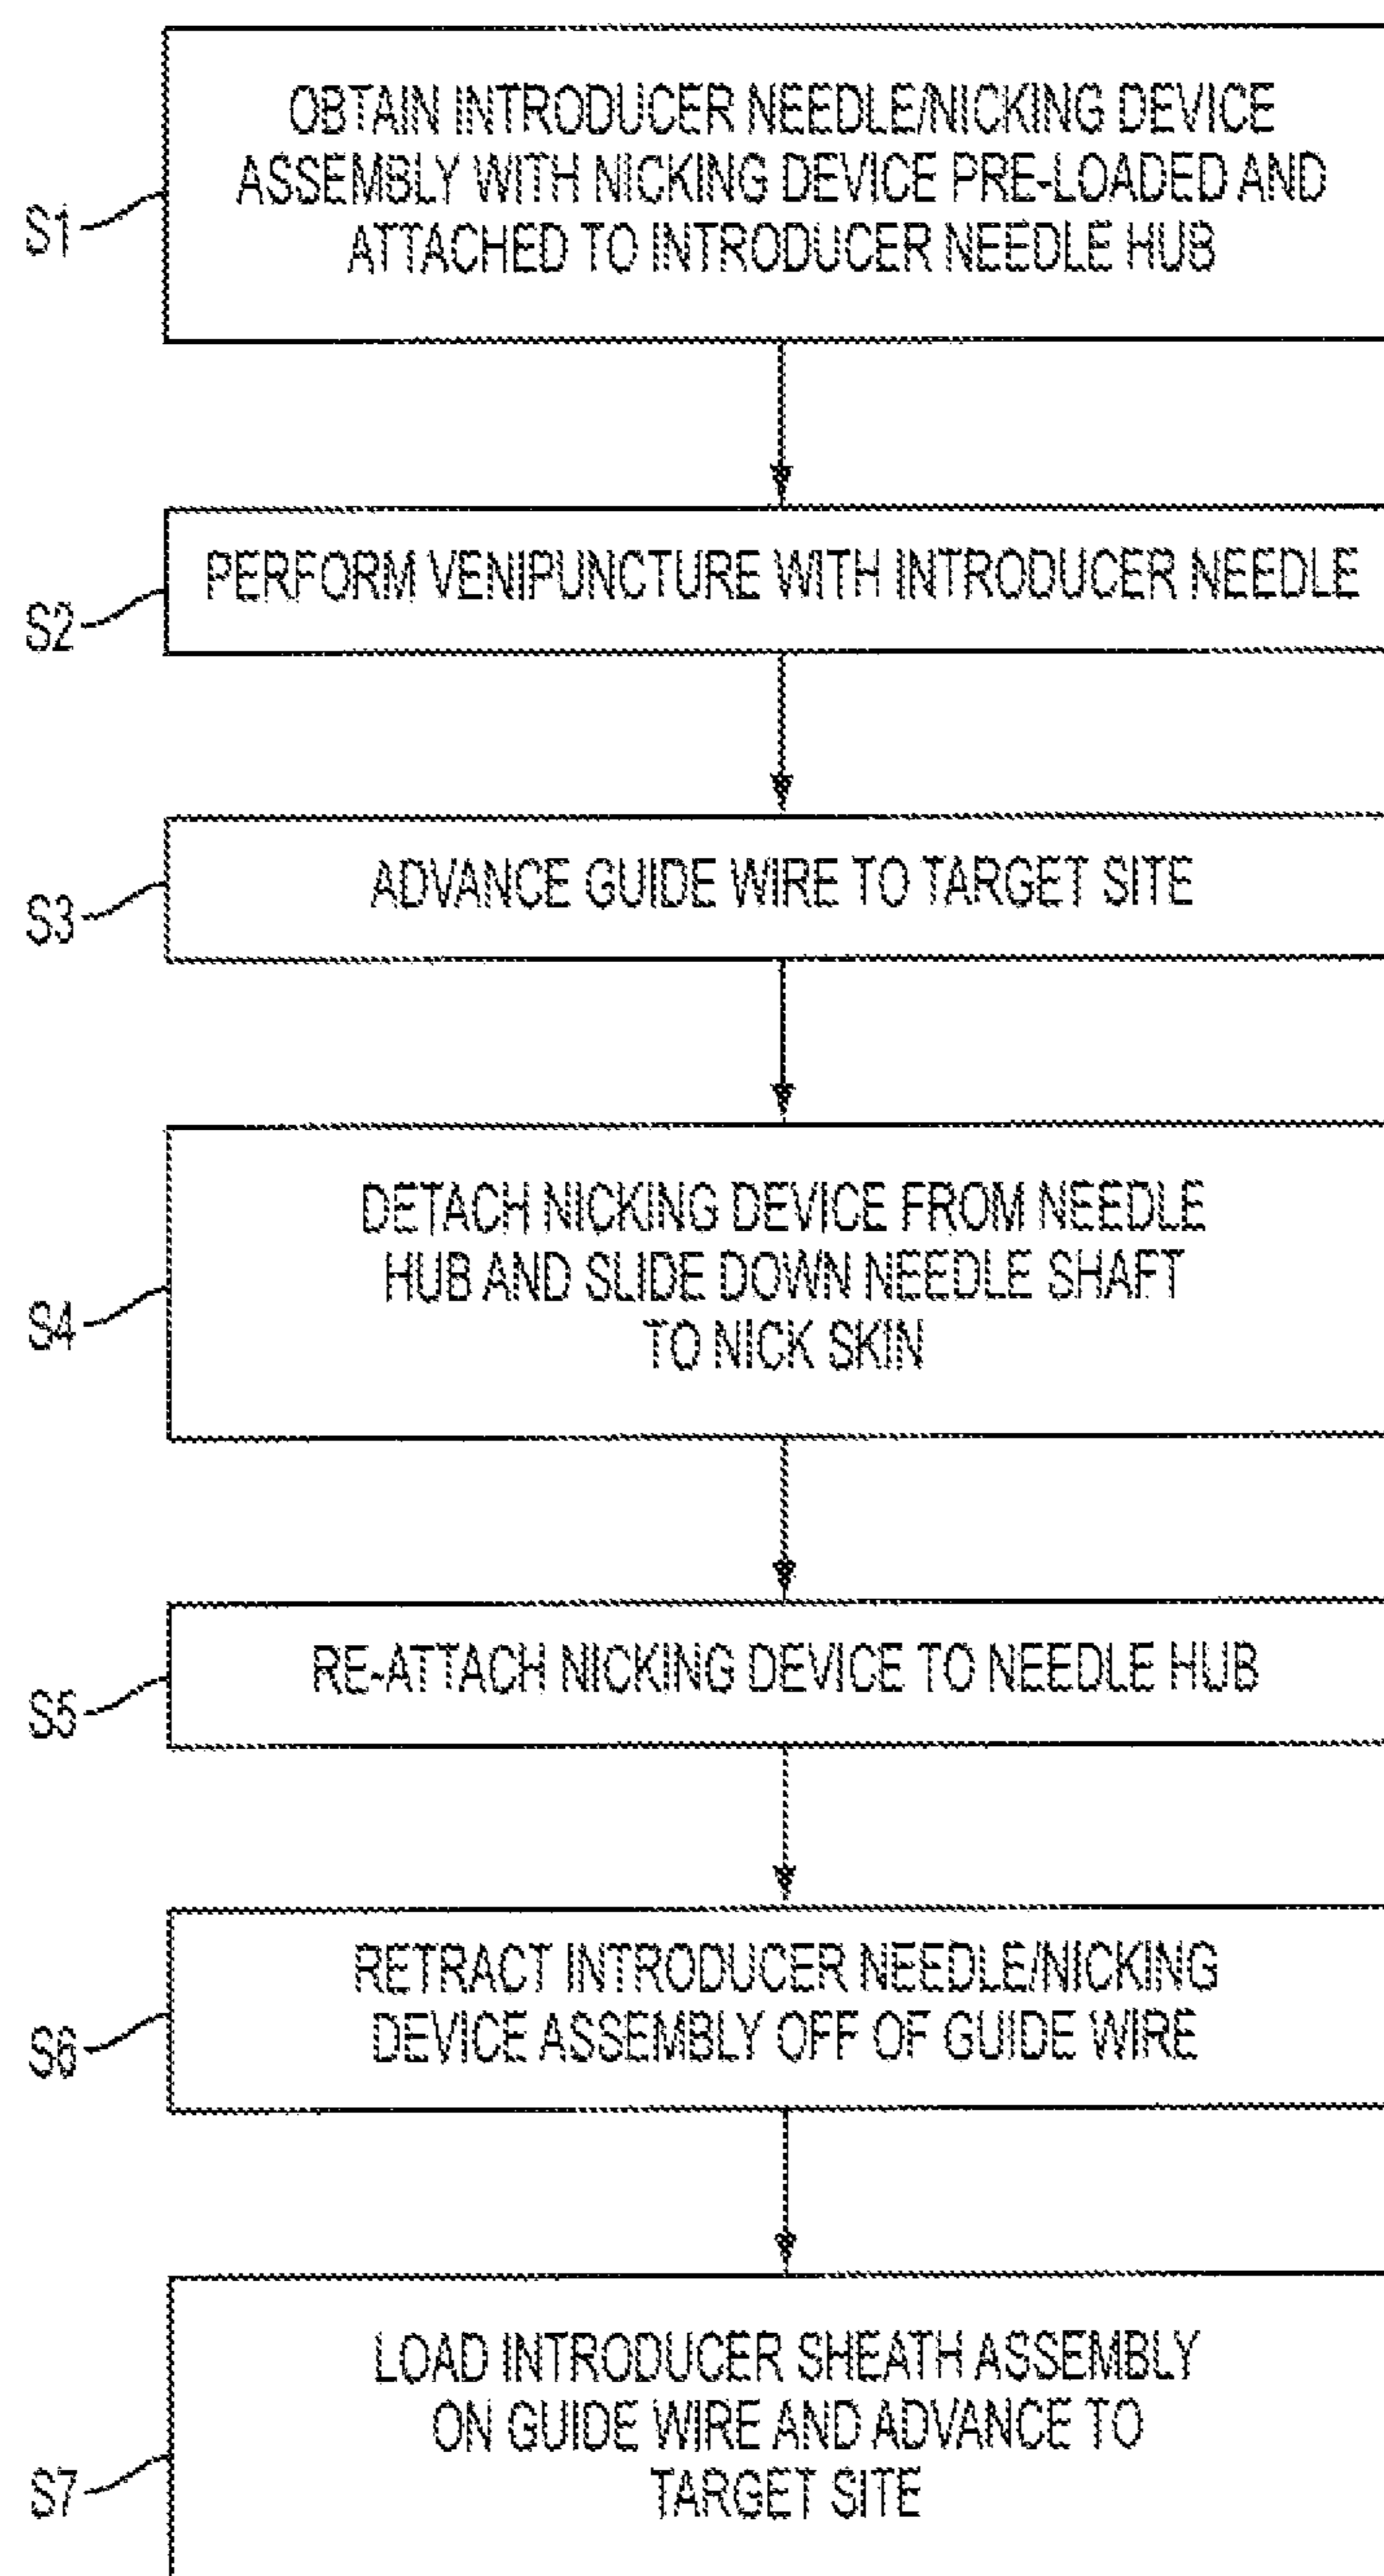 OBTAIN INTRODUCER NEEDLE/NICKING DEVICE
ASSEMBLY WITH NICKING DEVICE PRE-LOADED AND
ATTACHED TO INTRODUCER NEEDLE HUB
S1
PERFORM VENIPUNCTURE WITH INTRODUCER NEEDLE
S2
ADVANCE GUIDE WIRE TO TARGET SITE
S3
DETACH NICKING DEVICE FROM NEEDLE
HUB AND SLIDE DOWN NEEDLE SHAFT
TO NICK SKIN
S4
RE-ATTACH NICKING DEVICE TO NEEDLE HUB
S5
RETRACT INTRODUCER NEEDLE/NICKING
DEVICE ASSEMBLY OFF OF GUIDE WIRE
S6
LOAD INTRODUCER SHEATH ASSEMBLY
ON GUIDE WIRE AND ADVANCE TO
TARGET SITE
S7